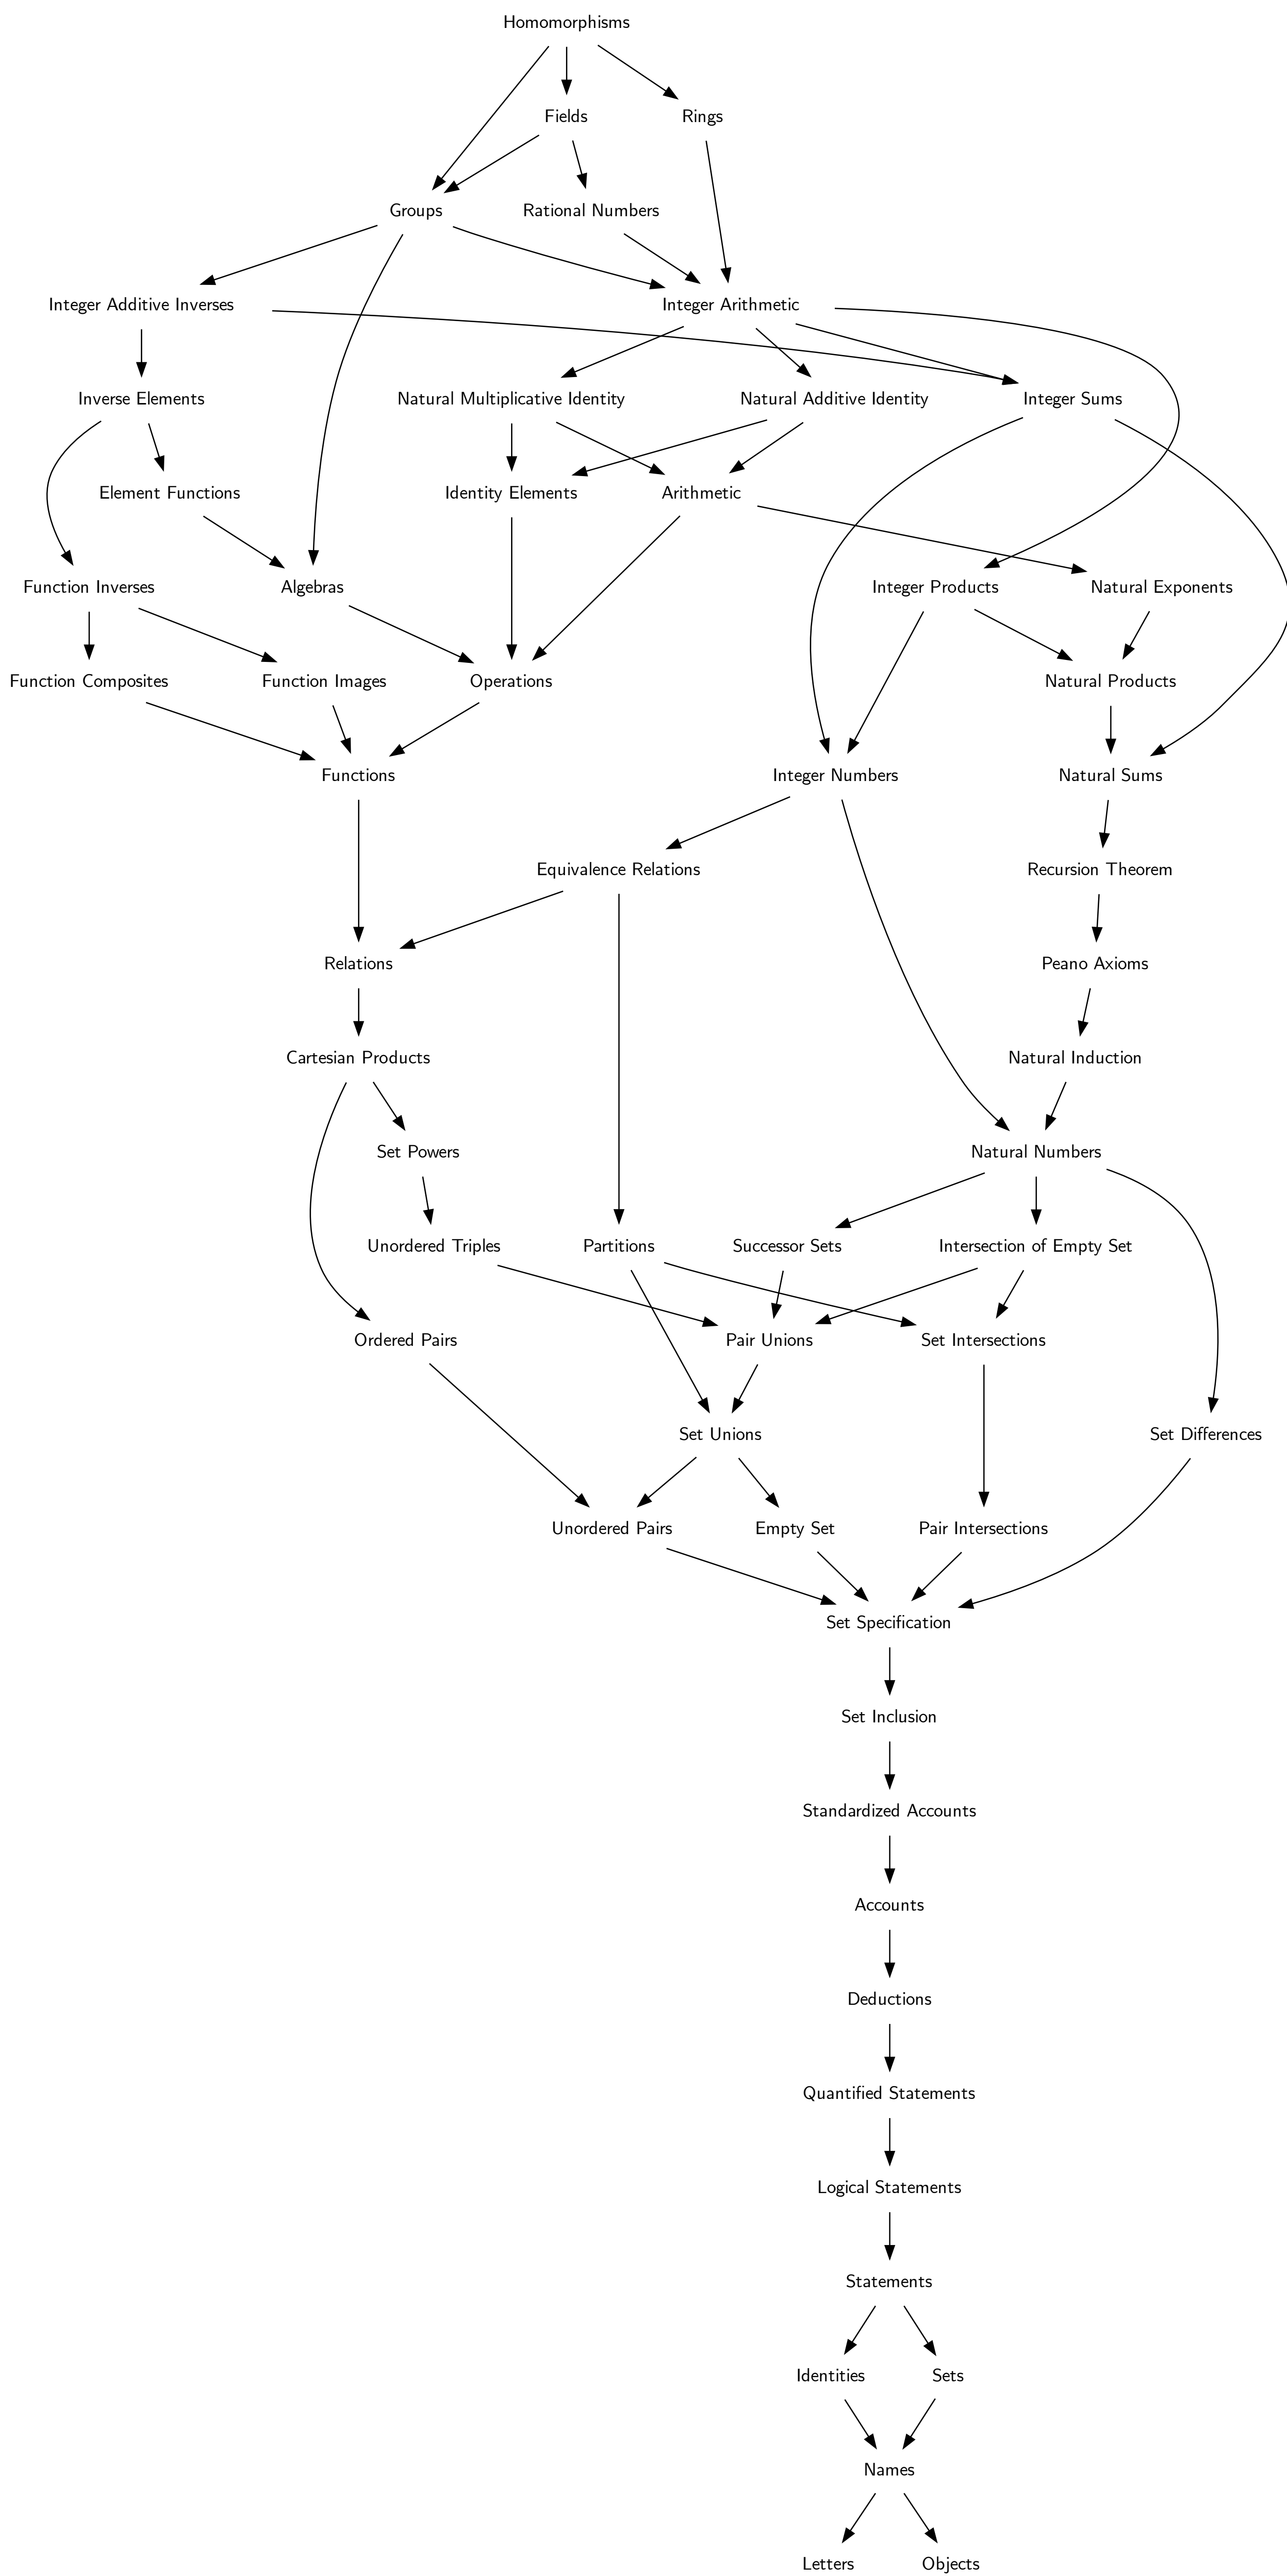 Homomorphisms
Fields
Rings
Groups
Rational Numbers
Integer Additive Inverses
Integer Arithmetic
Inverse Elements
Natural Multiplicative Identity
Natural Additive Identity
Integer Sums
Element Functions
Identity Elements
Arithmetic
Function Inverses
Algebras
Integer Products
Natural Exponents
Function Composites
Function Images
Operations
Natural Products
Functions
Integer Numbers
Natural Sums
Equivalence Relations
Recursion Theorem
Relations
Peano Axioms
Cartesian Products
Natural Induction
Set Powers
Natural Numbers
Unordered Triples
Partitions
Successor Sets
Intersection of Empty Set
Ordered Pairs
Pair Unions
Set Intersections
Set Unions
Set Differences
Unordered Pairs
Empty Set
Pair Intersections
Set Specification
Set Inclusion
Standardized Accounts
Accounts
Deductions
Quantified Statements
Logical Statements
Statements
Identities
Sets
Names
Letters
Objects